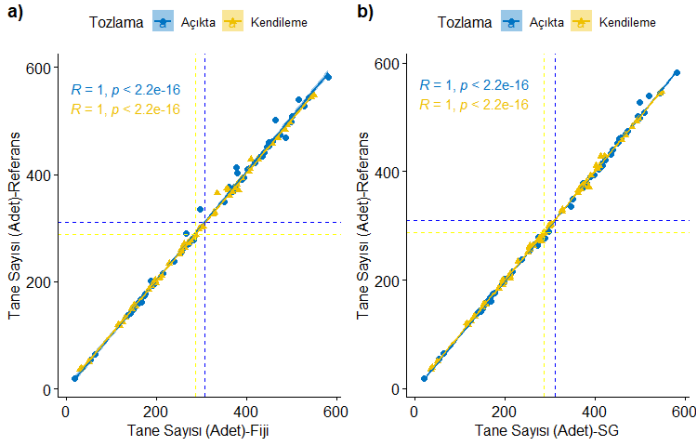 a)
Tozlama Açıkta Kendileme
R = 1, p < 2.2e-16
R = 1, p < 2.2e-16
Tane Sayısı (Adet)-Referans
600
400
200
0
0 200 400 600
Tane Sayısı (Adet)-Fiji
b)
Tozlama Açıkta Kendileme
R = 1, p < 2.2e-16
R = 1, p < 2.2e-16
Tane Sayısı (Adet)-Referans
600
400
200
0
0 200 400 600
Tane Sayısı (Adet)-SG